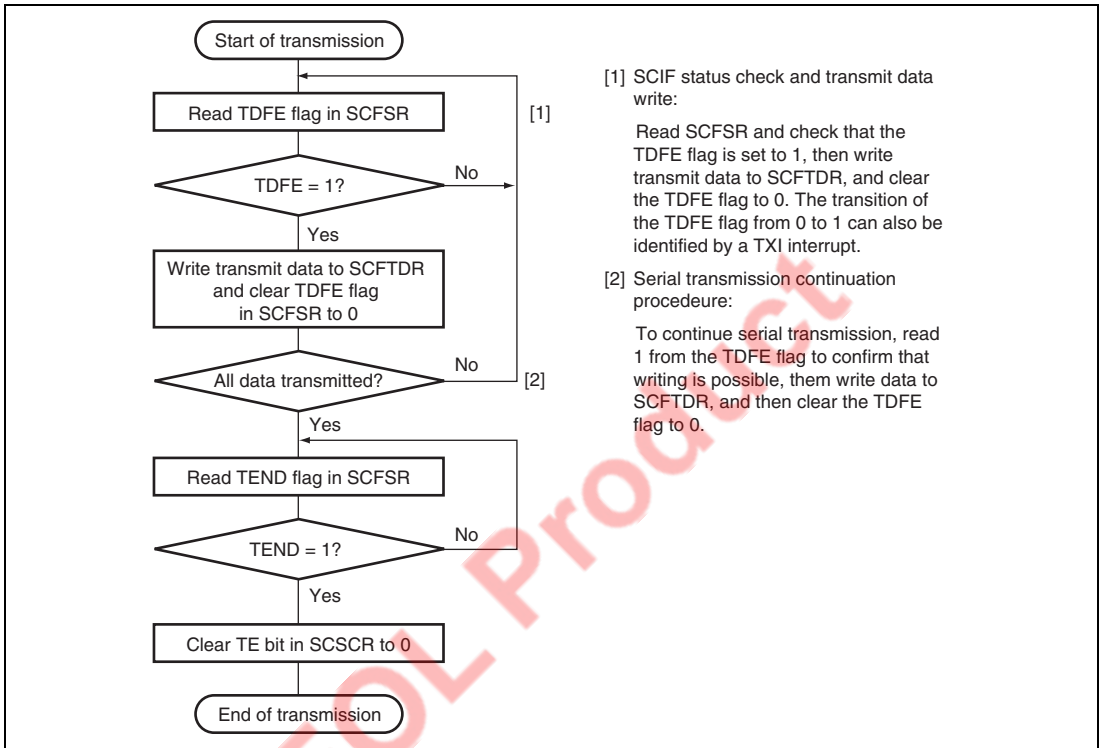 Start of transmission
Read TDFE flag in SCFSR
[1]
TDFE = 1?
No
Yes
Write transmit data to SCFTDR
and clear TDFE flag
in SCFSR to 0
All data transmitted?
No
[2]
Yes
Read TEND flag in SCFSR
TEND = 1?
No
Yes
Clear TE bit in SCSCR to 0
End of transmission
[1] SCIF status check and transmit data
write:
Read SCFSR and check that the
TDFE flag is set to 1, then write
transmit data to SCFTDR, and clear
the TDFE flag to 0. The transition of
the TDFE flag from 0 to 1 can also be
identified by a TXI interrupt.
[2] Serial transmission continuation
procedeure:
To continue serial transmission, read
1 from the TDFE flag to confirm that
writing is possible, them write data to
SCFTDR, and then clear the TDFE
flag to 0.
OL Product